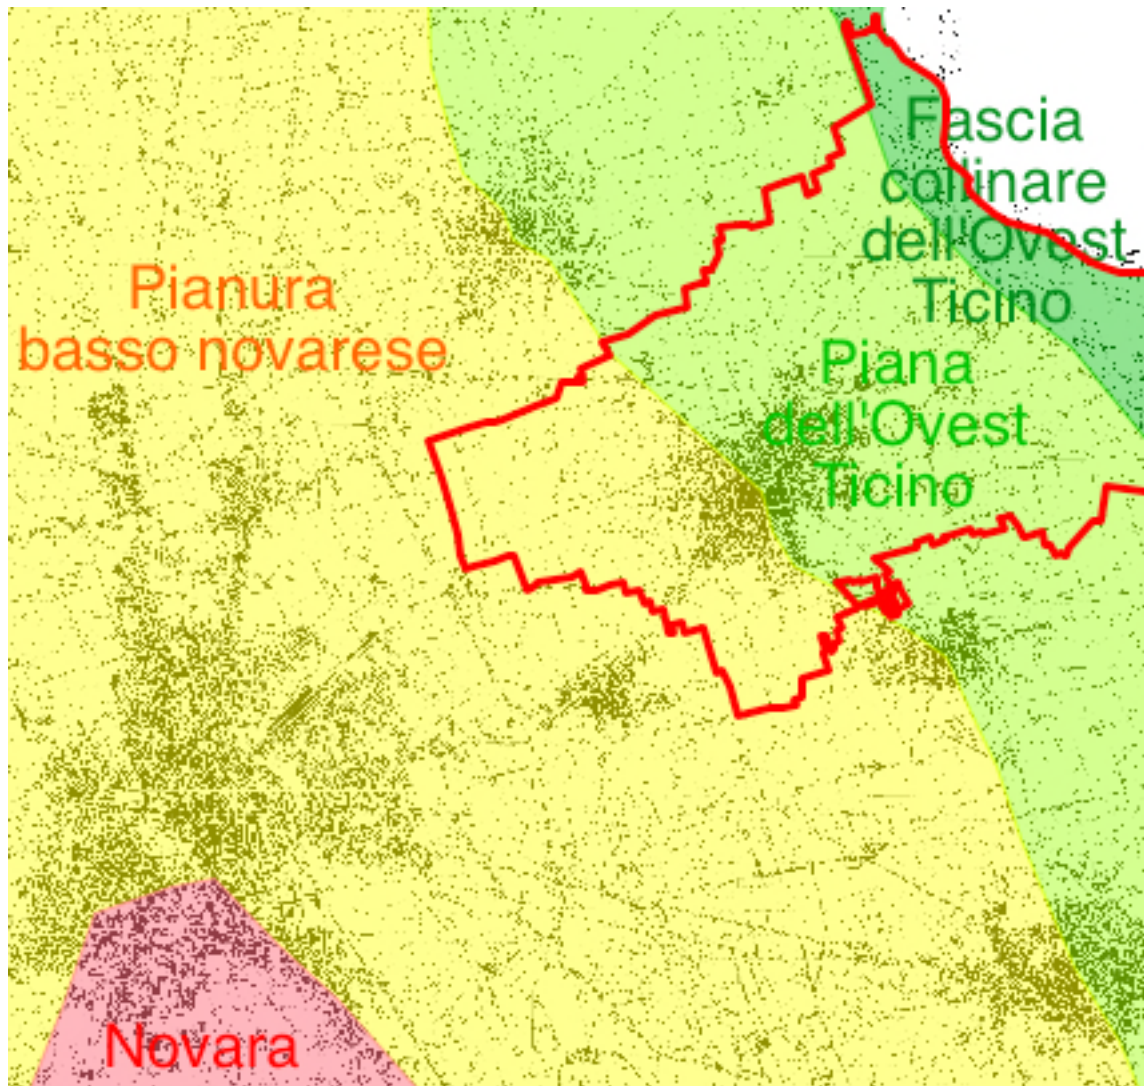 Fascia
collinare
dell'Ovest
Ticino
Pianura
basso novarese
Piana
dell'Ovest
Ticino
Novara